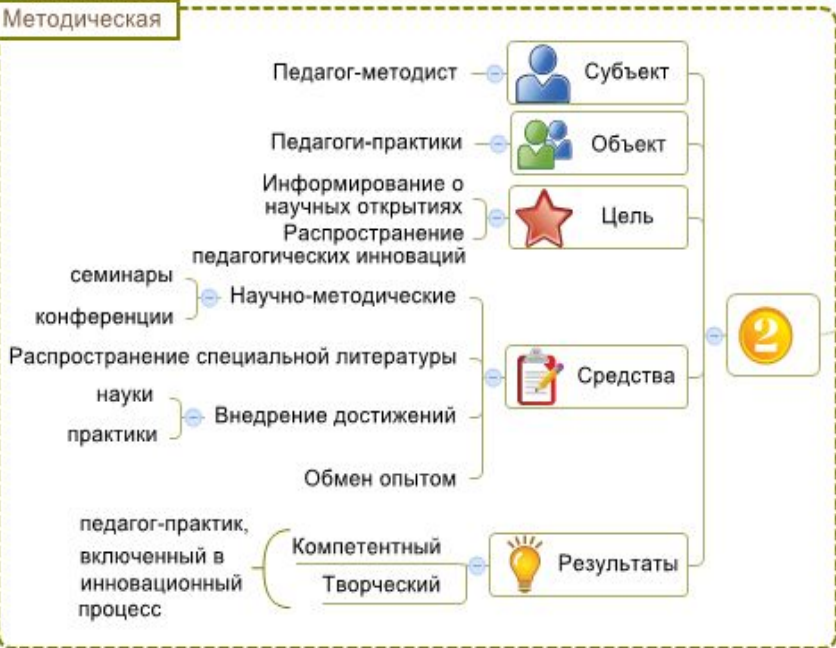 Методическая
Педагог-методист
Субъект
Педагоги-практики
Объект
Информирование о
научных открытиях
Распространение
педагогических инноваций
Цель
семинары
конференции
Научно-методические
Распространение специальной литературы
науки
практики
Внедрение достижений
Обмен опытом
Средства
2
педагог-практик,
включенный в
инновационный
процесс
Компетентный
Творческий
Результаты